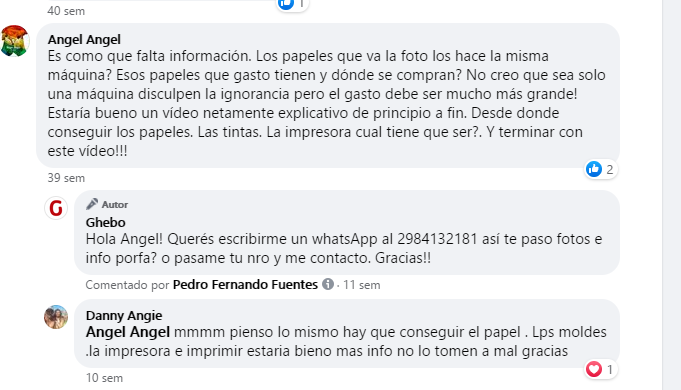 1
40 sem
Angel Angel
Es como que falta información. Los papeles que va la foto los hace la misma
máquina? Esos papeles que gasto tienen y dónde se compran? No creo que sea solo
una máquina disculpen la ignorancia pero el gasto debe ser mucho más grande!
Estaría bueno un vídeo netamente explicativo de principio a fin. Desde donde
conseguir los papeles. Las tintas. La impresora cual tiene que ser?. Y terminar con
este vídeo!!!
2
39 sem
G
Autor
Ghebo
Hola Angel! Querés escribirme un whatsApp al 2984132181 así te paso fotos e
info porfa? o pasame tu nro y me contacto. Gracias!!
Comentado por Pedro Fernando Fuentes · 11 sem
Danny Angie
Angel Angel mmmm pienso lo mismo hay que conseguir el papel . Lps moldes
.la impresora e imprimir estaria bieno mas info no lo tomen a mal gracias
1
10 sem